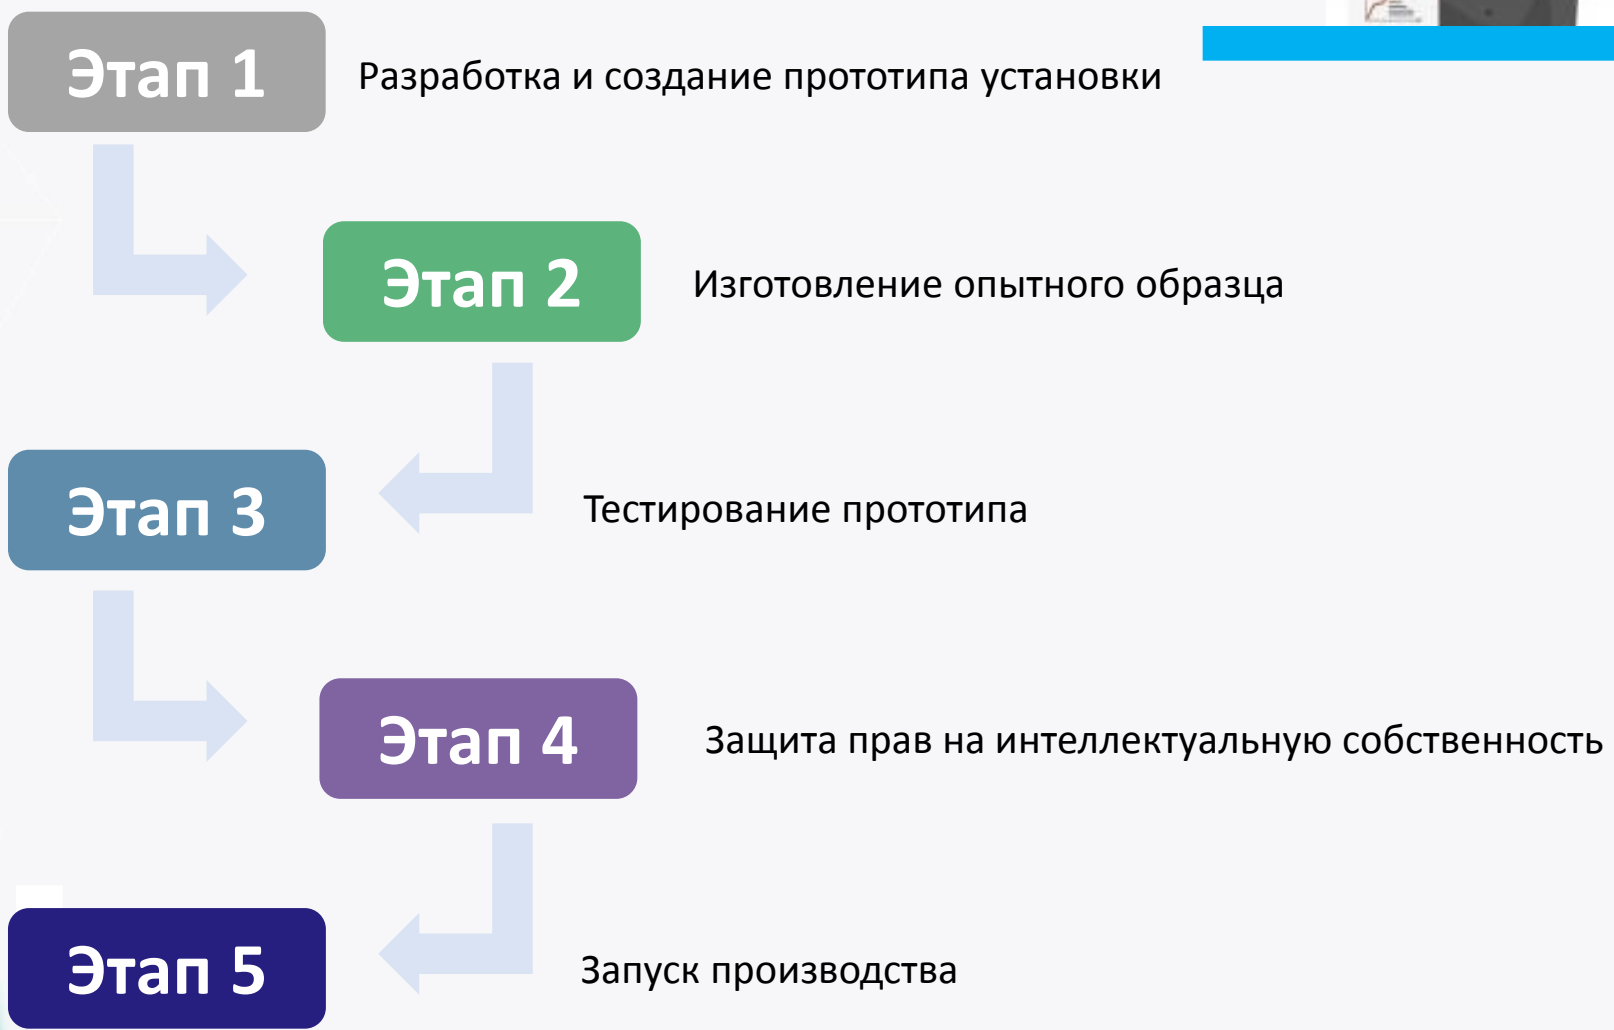 Этап 1
Разработка и создание прототипа установки
Этап 2
Изготовление опытного образца
Этап 3
Тестирование прототипа
Этап 4
Защита прав на интеллектуальную собственность
Этап 5
Запуск производства